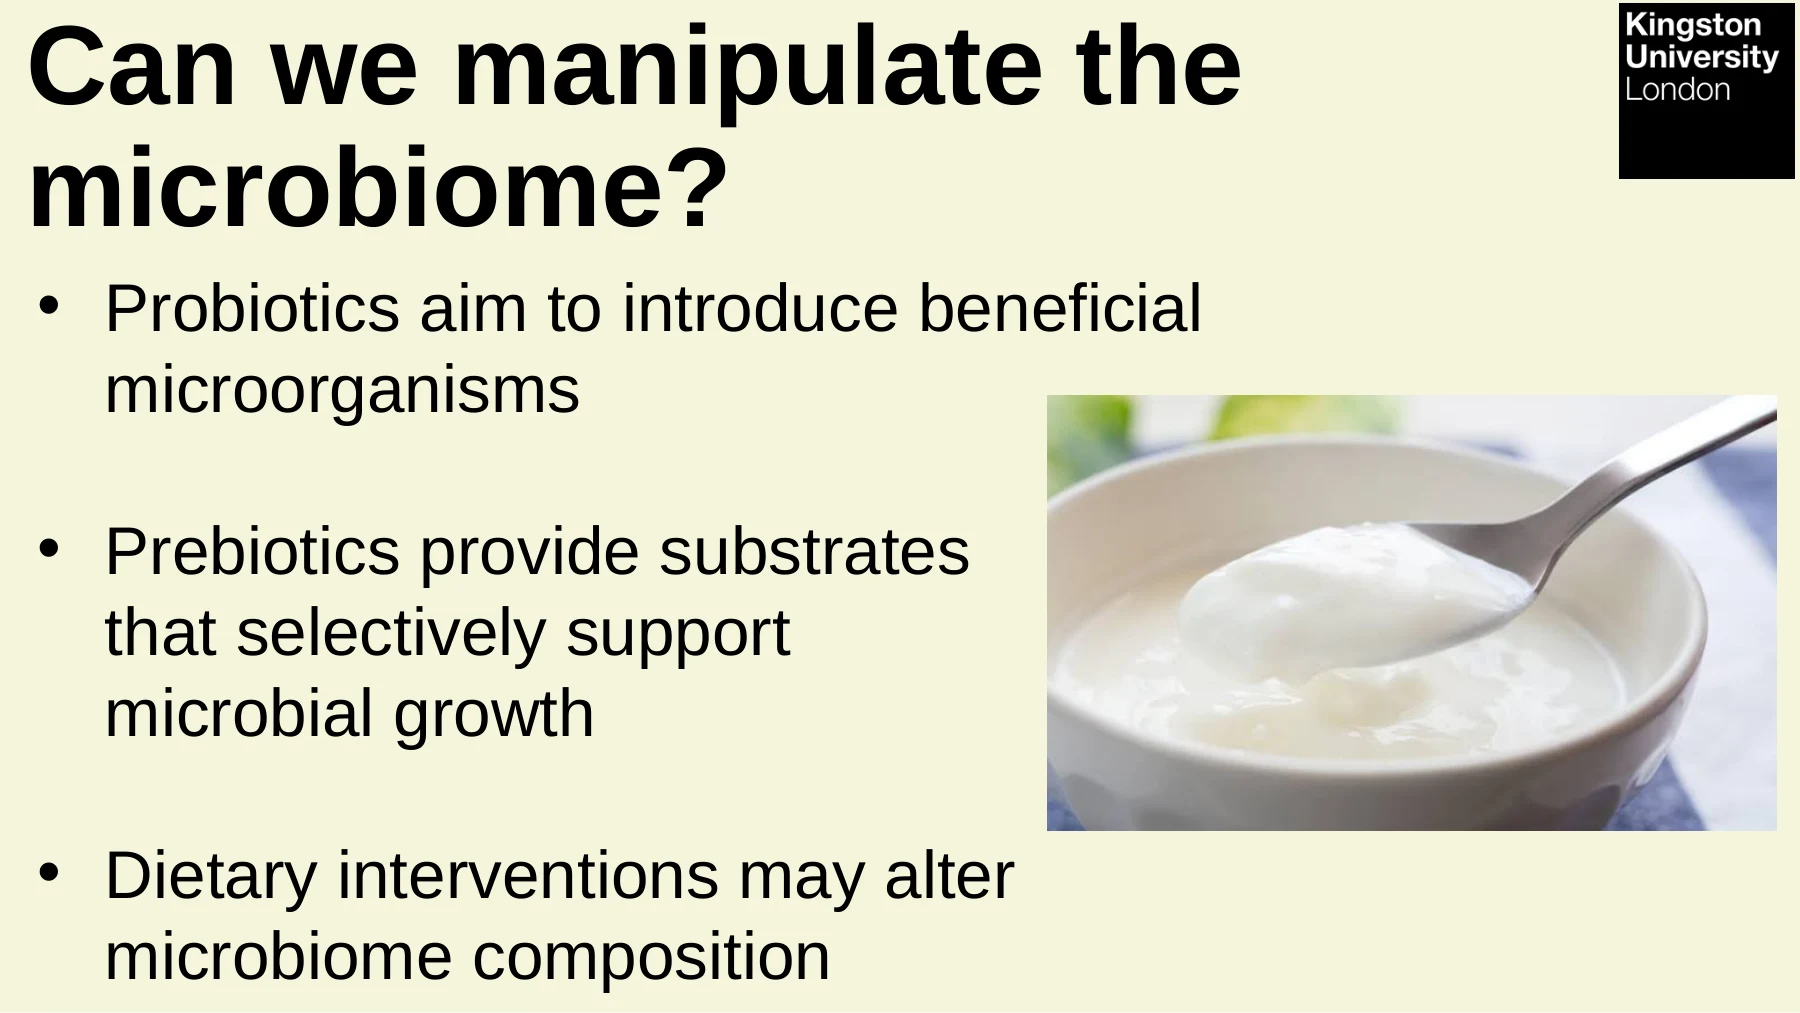 Can we manipulate the
microbiome?
Kingston
University
London
• Probiotics aim to introduce beneficial
microorganisms
• Prebiotics provide substrates
that selectively support
microbial growth
• Dietary interventions may alter
microbiome composition